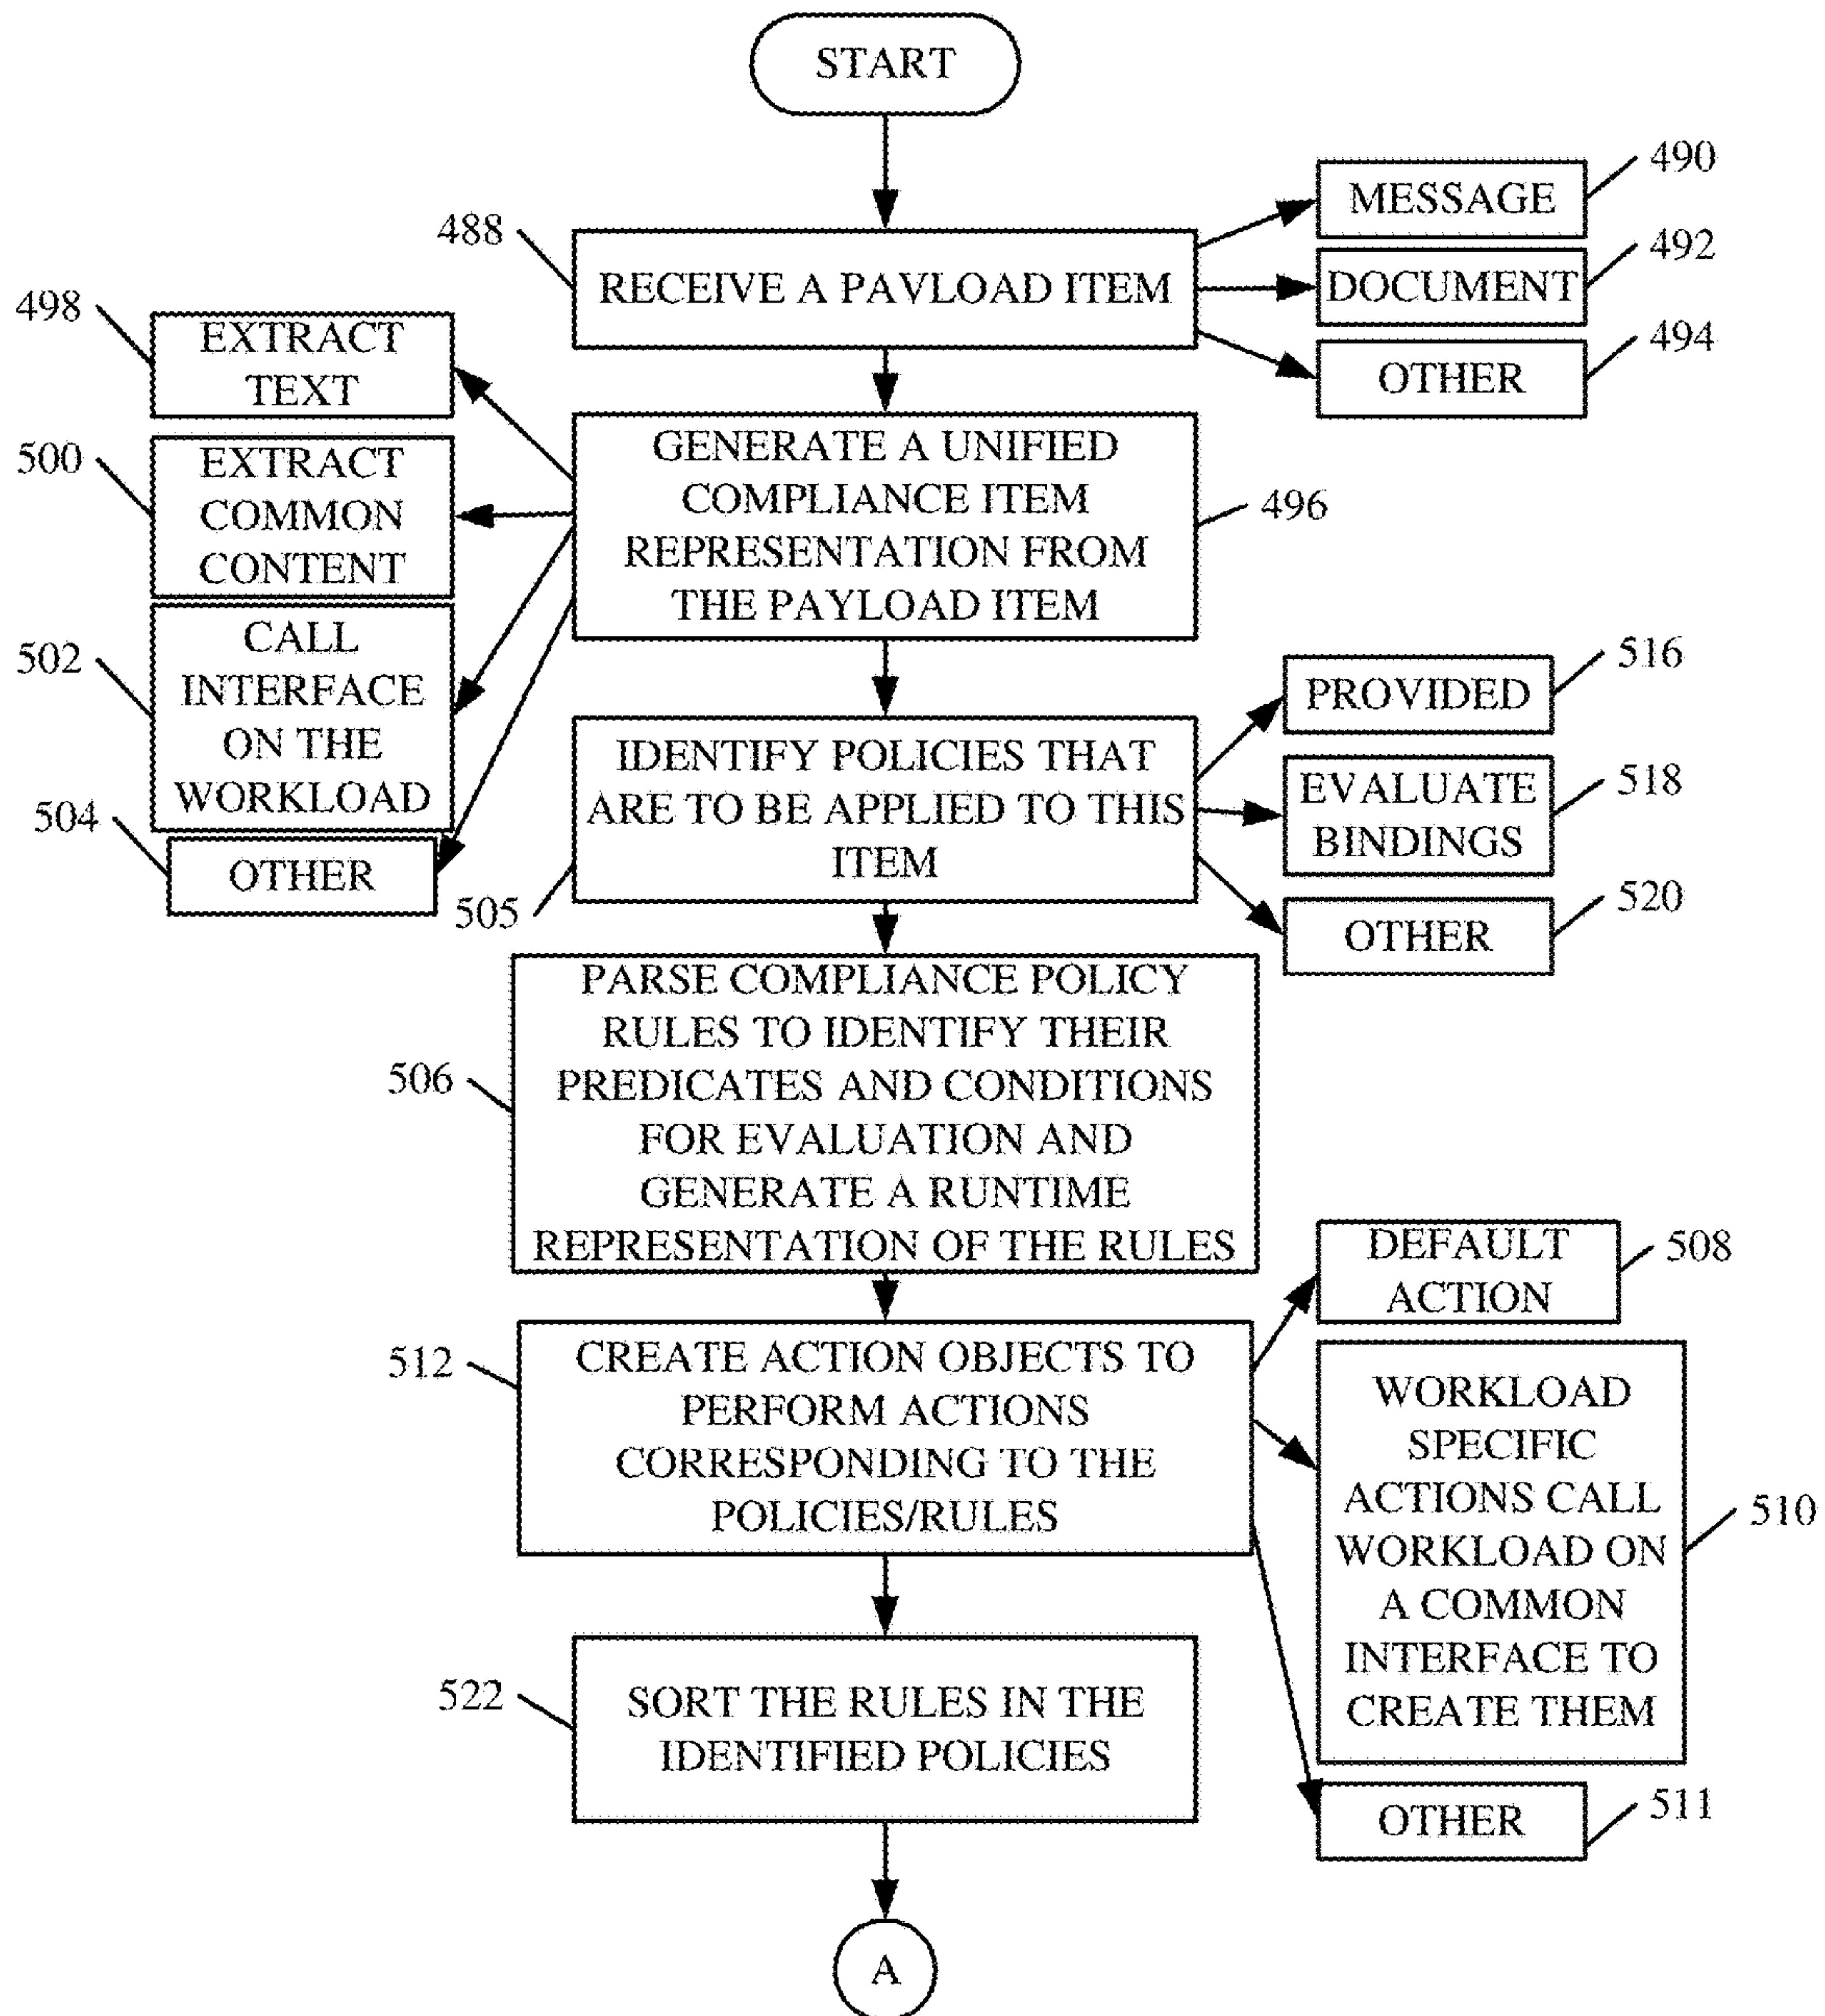 START
490
MESSAGE
488
492
RECEIVE A PAVLOAD ITEM
DOCUMENT
498
494
EXTRACT
TEXT
OTHER
500
EXTRACT
COMMON
CONTENT
GENERATE A UNIFIED
COMPLIANCE ITEM
REPRESENTATION FROM
THE PAYLOAD ITEM
496
502
CALL
INTERFACE
ON THE
WORKLOAD
516
PROVIDED
504
OTHER
IDENTIFY POLICIES THAT
ARE TO BE APPLIED TO THIS
ITEM
505
518
EVALUATE
BINDINGS
520
OTHER
506
PARSE COMPLIANCE POLICY
RULES TO IDENTIFY THEIR
PREDICATES AND CONDITIONS
FOR EVALUATION AND
GENERATE A RUNTIME
REPRESENTATION OF THE RULES
DEFAULT
ACTION
508
512
CREATE ACTION OBJECTS TO
PERFORM ACTIONS
CORRESPONDING TO THE
POLICIES/RULES
WORKLOAD
SPECIFIC
ACTIONS CALL
WORKLOAD ON
A COMMON
INTERFACE TO
CREATE THEM
510
522
SORT THE RULES IN THE
IDENTIFIED POLICIES
OTHER
511
A